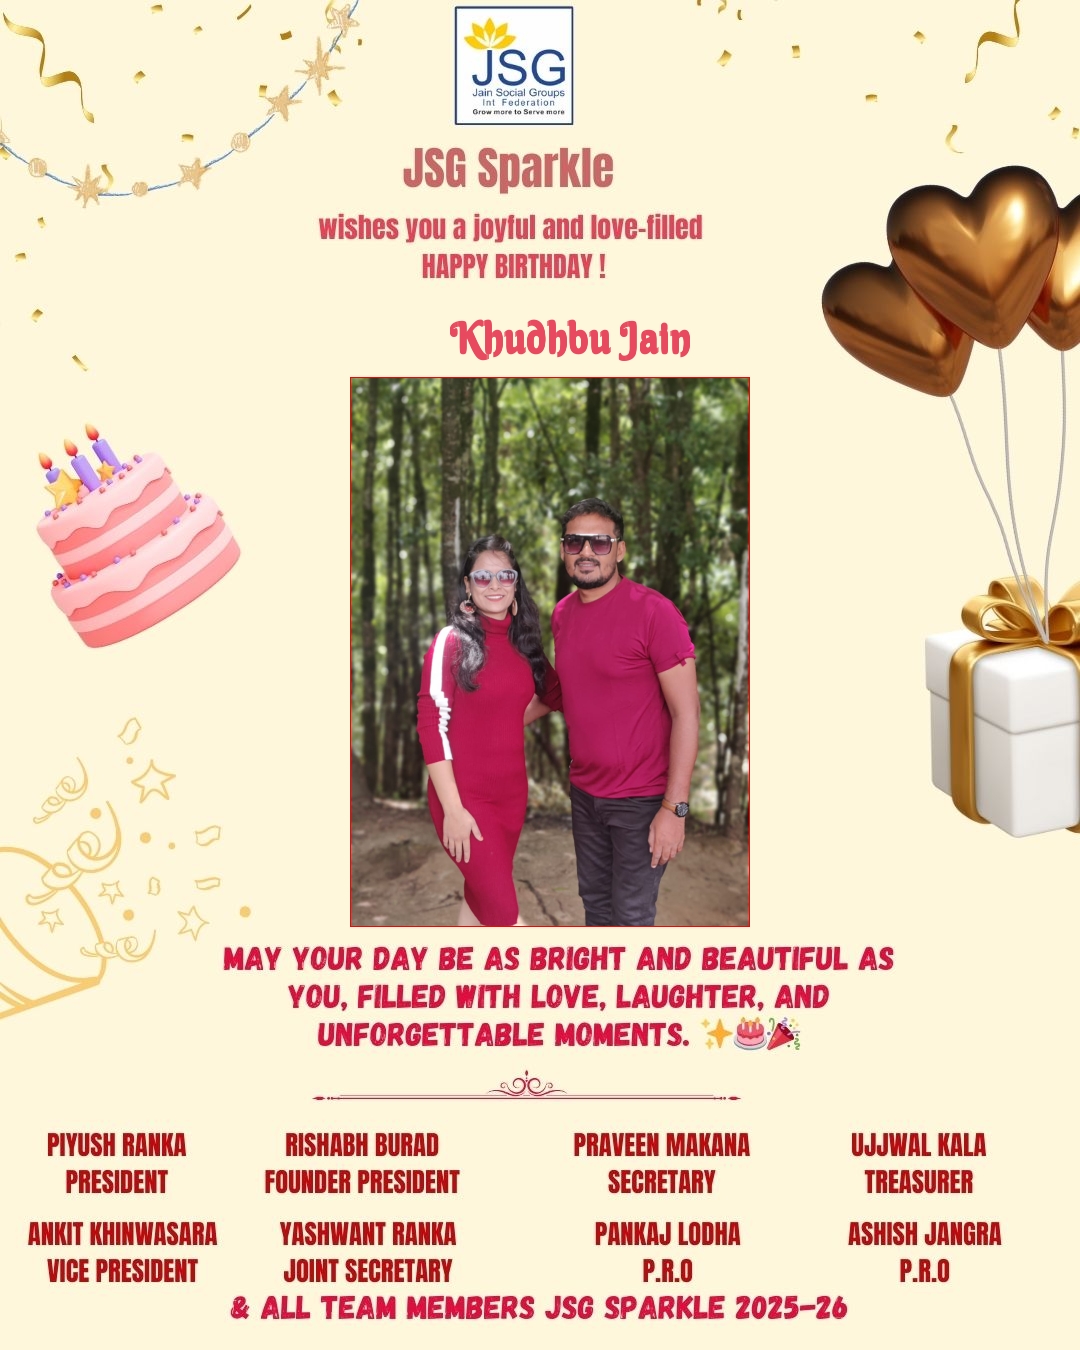 JSG
Jain Social Groups
Int Federation
Grow more to Serve more
JSG Sparkle
wishes you a joyful and love-filled
HAPPY BIRTHDAY !
Khudhbu Jain
MAY YOUR DAY BE AS BRIGHT AND BEAUTIFUL AS
YOU, FILLED WITH LOVE, LAUGHTER, AND
UNFORGETTABLE MOMENTS. ✨🎂🎉
PIYUSH RANKA
PRESIDENT
RISHABH BURAD
FOUNDER PRESIDENT
PRAVEEN MAKANA
SECRETARY
UJJWAL KALA
TREASURER
ANKIT KHINWASARA
VICE PRESIDENT
YASHWANT RANKA
JOINT SECRETARY
PANKAJ LODHA
P.R.O
ASHISH JANGRA
P.R.O
& ALL TEAM MEMBERS JSG SPARKLE 2025-26